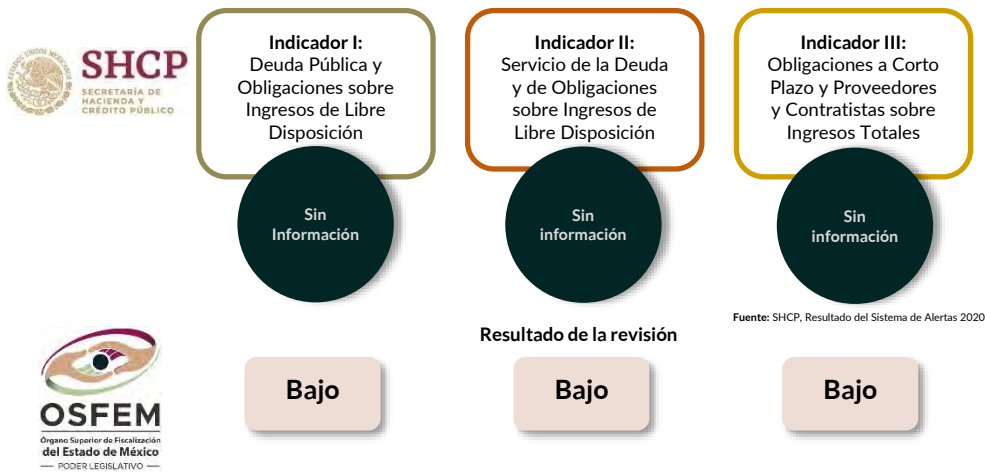 ESTADOS UNIDOS MEXICANOS
SHCP
SECRETARÍA DE
HACIENDA Y
CRÉDITO PÚBLICO
Indicador I:
Deuda Pública y
Obligaciones sobre
Ingresos de Libre
Disposición
Sin
Información
Indicador II:
Servicio de la Deuda
y de Obligaciones
sobre Ingresos de
Libre Disposición
Sin
información
Indicador III:
Obligaciones a Corto
Plazo y Proveedores
y Contratistas sobre
Ingresos Totales
Sin
información
Fuente: SHCP, Resultado del Sistema de Alertas 2020
Resultado de la revisión
OSFEM
Órgano Superior de Fiscalización
del Estado de México
PODER LEGISLATIVO
Bajo
Bajo
Bajo